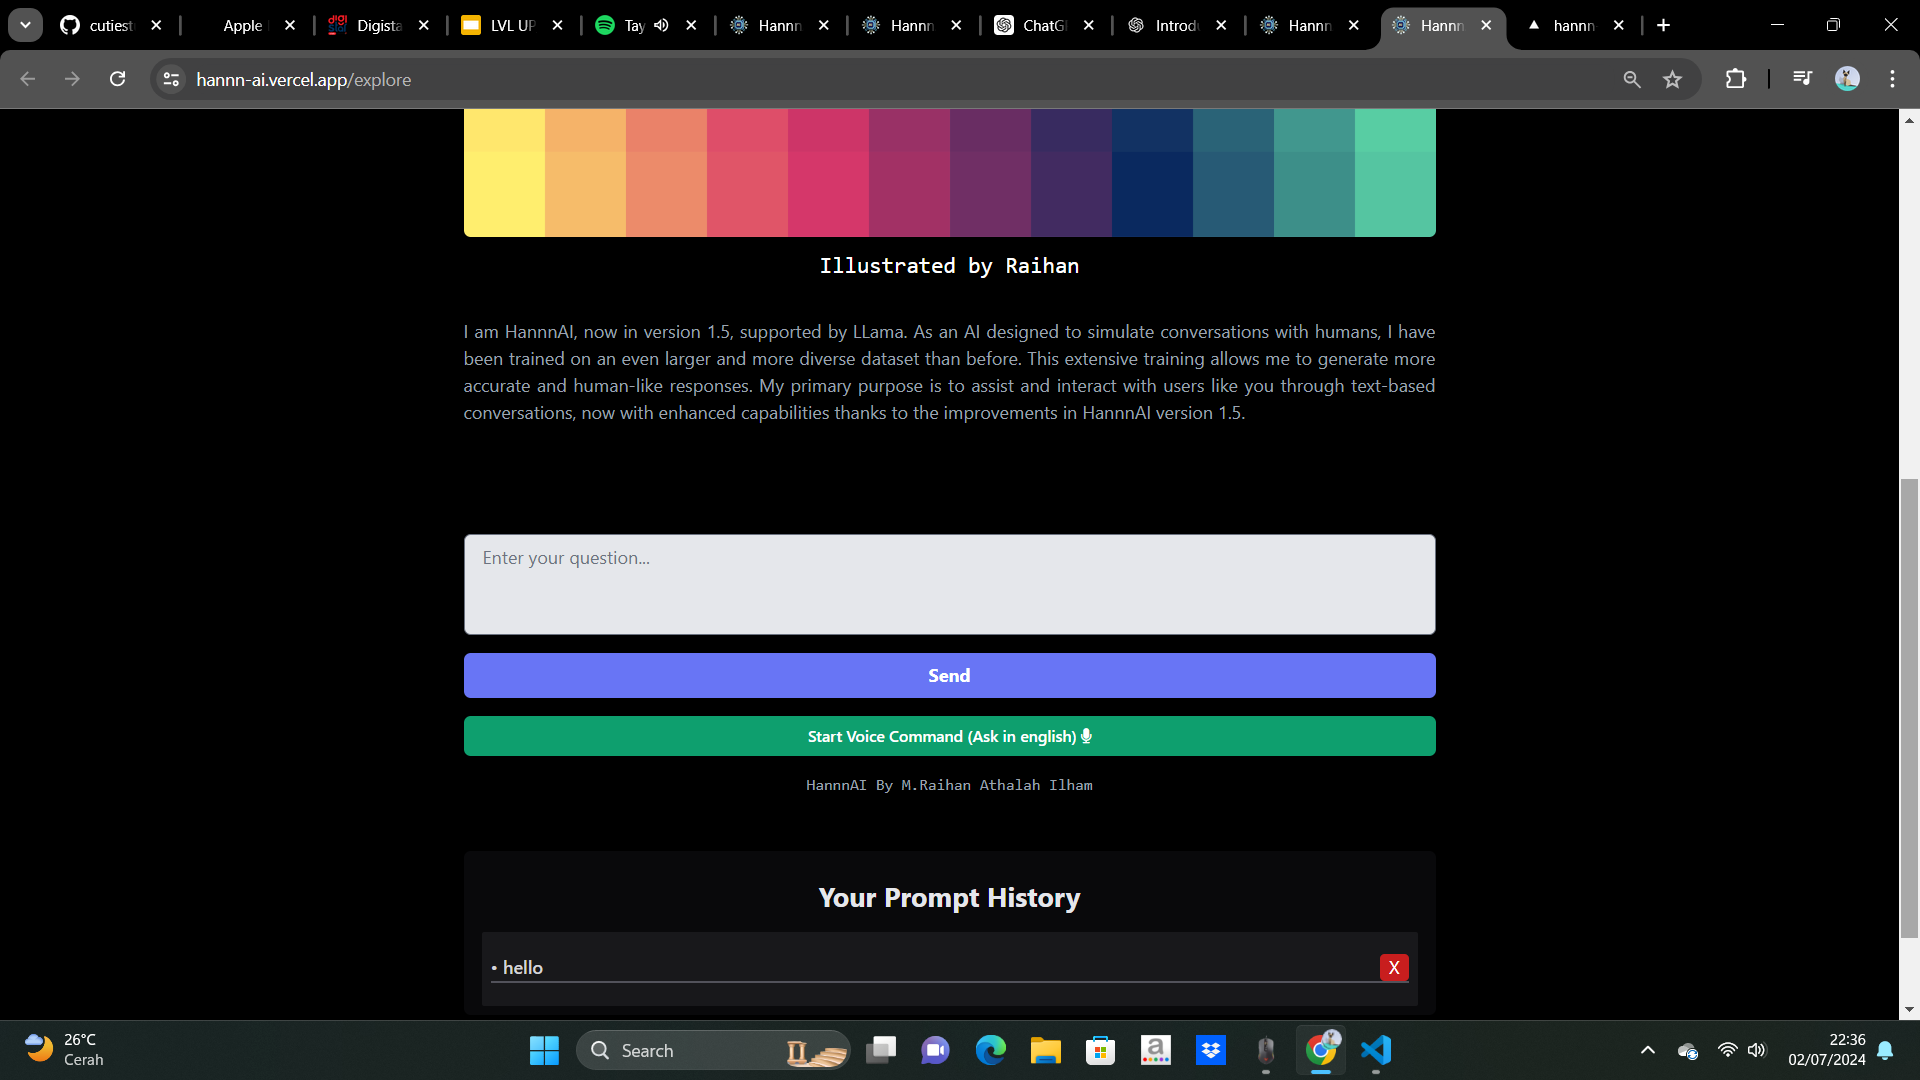 cutiest
Apple
Digista
LVL UP
Tay
Hannn
Hannn
ChatG
Introdu
Hannn
Hannn
hannn
hannn-ai.vercel.app/explore
Illustrated by Raihan
I am HannnAI, now in version 1.5, supported by LLama. As an AI designed to simulate conversations with humans, I have
been trained on an even larger and more diverse dataset than before. This extensive training allows me to generate more
accurate and human-like responses. My primary purpose is to assist and interact with users like you through text-based
conversations, now with enhanced capabilities thanks to the improvements in HannnAI version 1.5.
Enter your question...
Send
Start Voice Command (Ask in english)
HannnAI By M.Raihan Athalah Ilham
Your Prompt History
• hello
X
26°C
Cerah
Search
a
22:36
02/07/2024